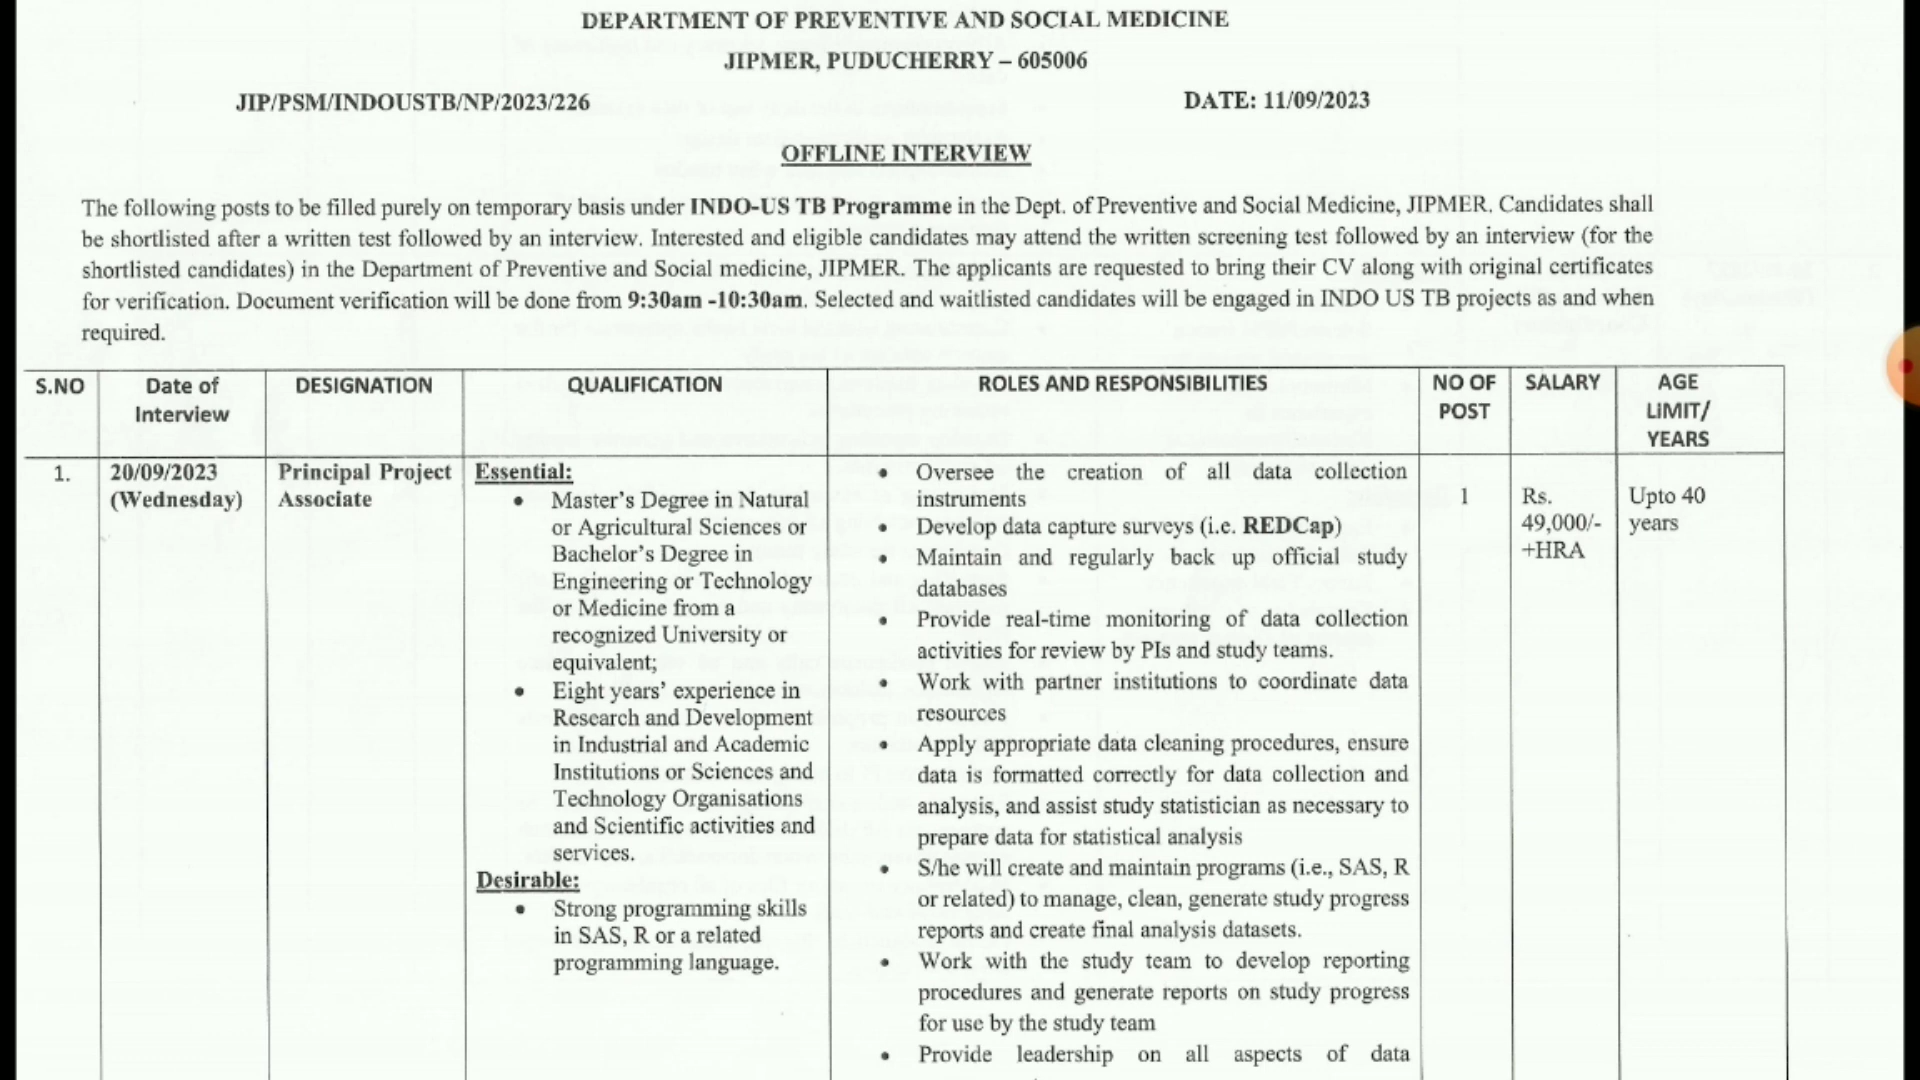 DEPARTMENT OF PREVENTIVE AND SOCIAL MEDICINE
JIPMER, PUDUCHERRY – 605006
JIP/PSM/INDOUSTB/NP/2023/226
DATE: 11/09/2023
OFFLINE INTERVIEW
The following posts to be filled purely on temporary basis under INDO-US TB Programme in the Dept. of Preventive and Social Medicine, JIPMER. Candidates shall
be shortlisted after a written test followed by an interview. Interested and eligible candidates may attend the written screening test followed by an interview (for the
shortlisted candidates) in the Department of Preventive and Social medicine, JIPMER. The applicants are requested to bring their CV along with original certificates
for verification. Document verification will be done from 9:30am -10:30am. Selected and waitlisted candidates will be engaged in INDO US TB projects as and when
required.
S.NO
Date of
Interview
DESIGNATION
QUALIFICATION
ROLES AND RESPONSIBILITIES
NO OF
POST
SALARY
AGE
LIMIT/
YEARS
1.
20/09/2023
(Wednesday)
Principal Project
Associate
Essential:
• Master's Degree in Natural
or Agricultural Sciences or
Bachelor's Degree in
Engineering or Technology
or Medicine from a
recognized University or
equivalent;
• Eight years' experience in
Research and Development
in Industrial and Academic
Institutions or Sciences and
Technology Organisations
and Scientific activities and
services.
Desirable:
• Strong programming skills
in SAS, R or a related
programming language.
• Oversee the creation of all data collection
instruments
• Develop data capture surveys (i.e. REDCap)
• Maintain and regularly back up official study
databases
• Provide real-time monitoring of data collection
activities for review by PIs and study teams.
• Work with partner institutions to coordinate data
resources
• Apply appropriate data cleaning procedures, ensure
data is formatted correctly for data collection and
analysis, and assist study statistician as necessary to
prepare data for statistical analysis
• S/he will create and maintain programs (i.e., SAS, R
or related) to manage, clean, generate study progress
reports and create final analysis datasets.
• Work with the study team to develop reporting
procedures and generate reports on study progress
for use by the study team
• Provide leadership on all aspects of data
1
Rs.
49,000/-
+HRA
Upto 40
years